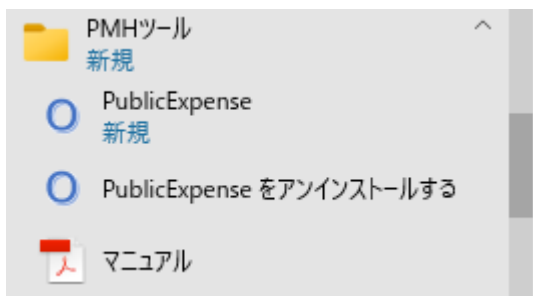 PMHツール
新規
PublicExpense
新規
PublicExpense をアンインストールする
マニュアル